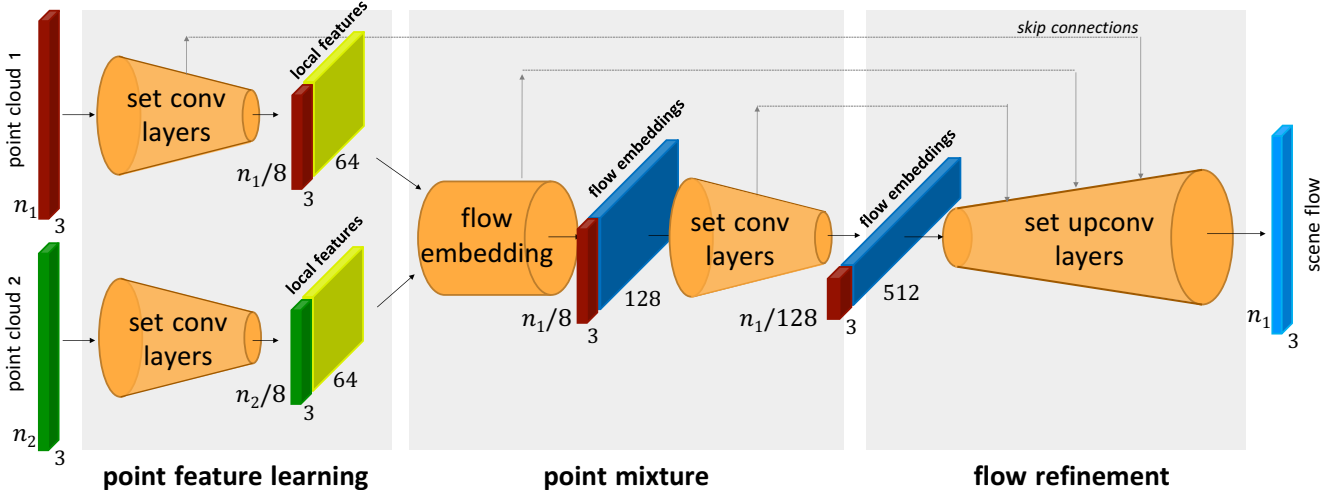 point cloud 1
n₁
3
set conv
layers
local features
n₁/8
3
64
point cloud 2
n₂
3
set conv
layers
local features
n₂/8
3
64
point feature learning
flow
embedding
flow embeddings
n₁/8
3
128
set conv
layers
flow embeddings
n₁/128
3
512
point mixture
skip connections
set upconv
layers
n₁
3
scene flow
flow refinement